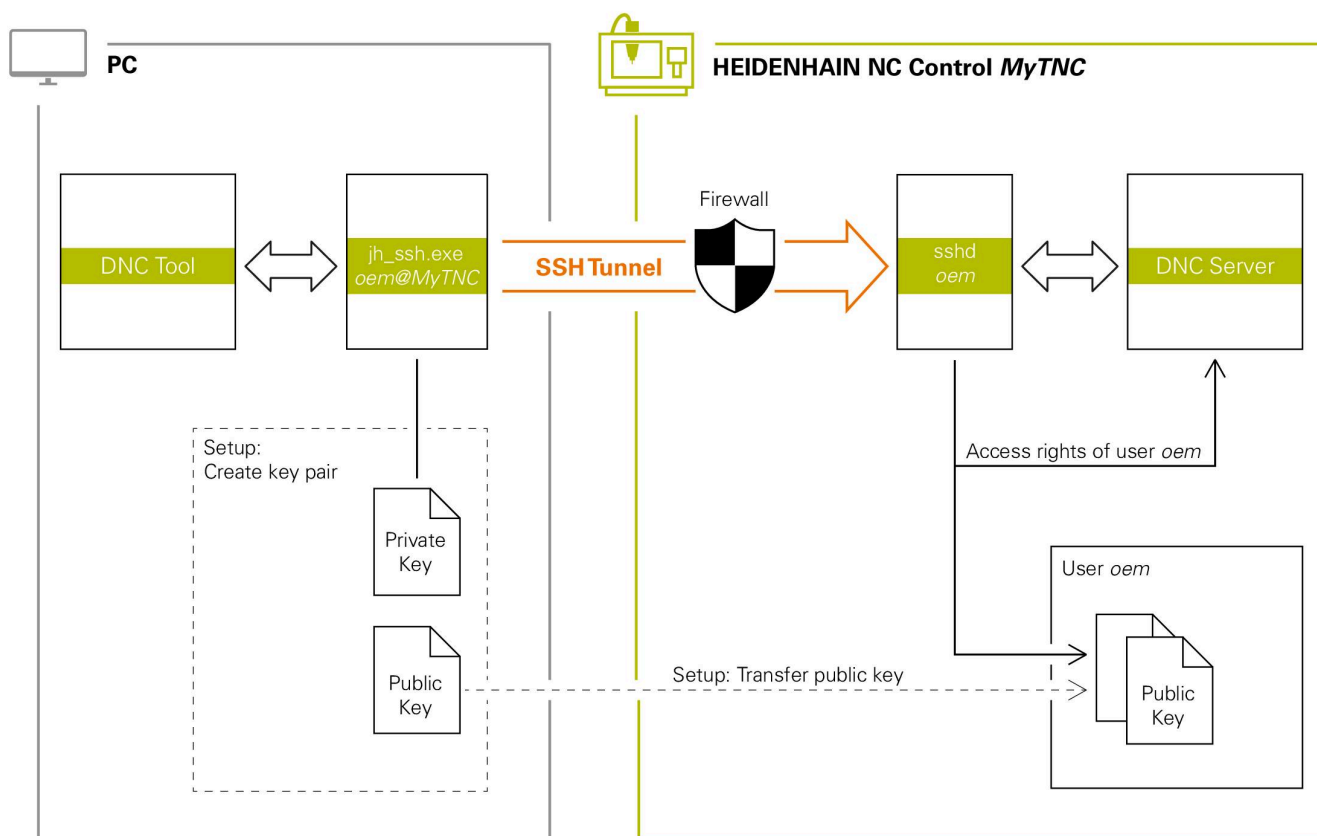 PC
HEIDENHAIN NC Control MyTNC
DNC Tool
jh_ssh.exe
oem@MyTNC
SSH Tunnel
Firewall
sshd
oem
DNC Server
Setup:
Create key pair
Private
Key
Public
Key
Access rights of user oem
Setup: Transfer public key
User oem
Public
Key